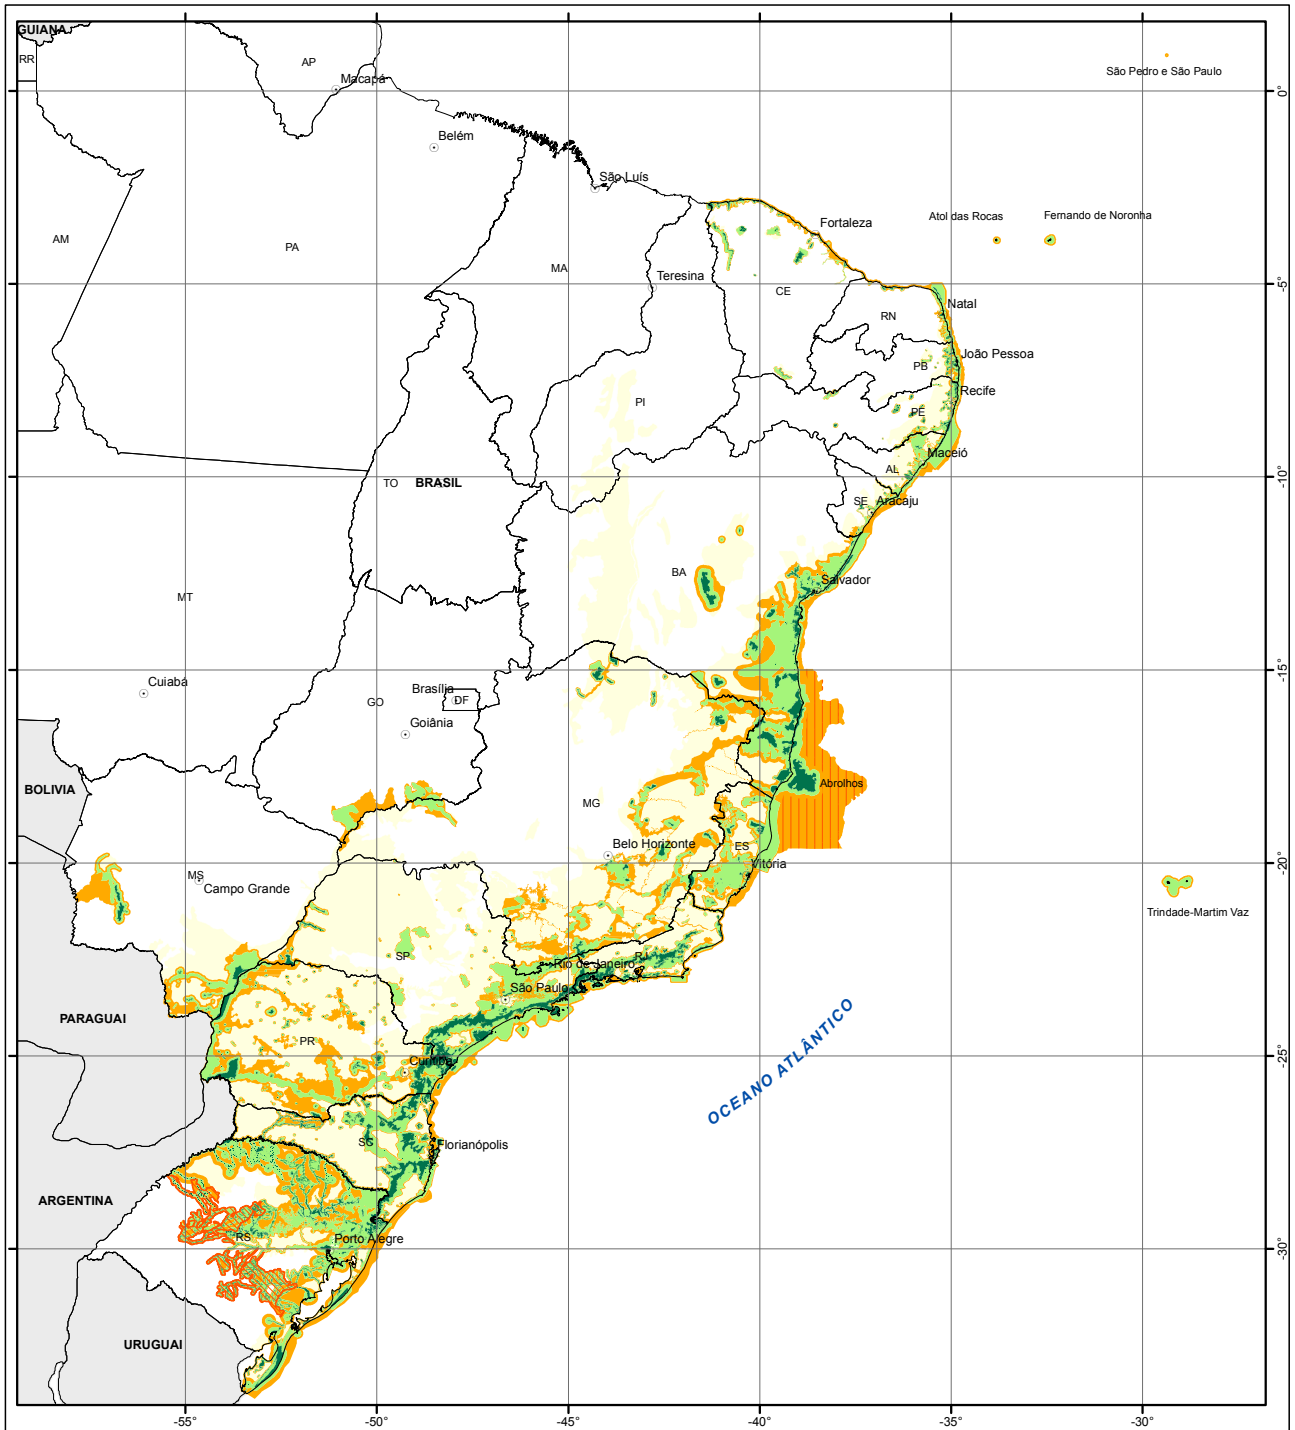 GUIANA
RR
AP
Macapá
São Pedro e São Paulo
0°
Belém
São Luís
Fortaleza
Atol das Rocas
Fernando de Noronha
AM
PA
MA
Teresina
CE
-5°
RN
Natal
João Pessoa
PB
Recife
PI
PE
Maceió
AL
TO
BRASIL
-10°
SE
Aracaju
BA
Salvador
MT
-15°
Cuiabá
Brasília
DF
GO
Goiânia
BOLIVIA
Abrolhos
MG
Belo Horizonte
ES
Vitória
-20°
MS
Campo Grande
Trindade-Martim Vaz
SP
RJ
Rio de Janeiro
São Paulo
PARAGUAI
OCEANO ATLÂNTICO
PR
Curitiba
-25°
SC
Florianópolis
ARGENTINA
RS
Porto Alegre
-30°
URUGUAI
-55°
-50°
-45°
-40°
-35°
-30°